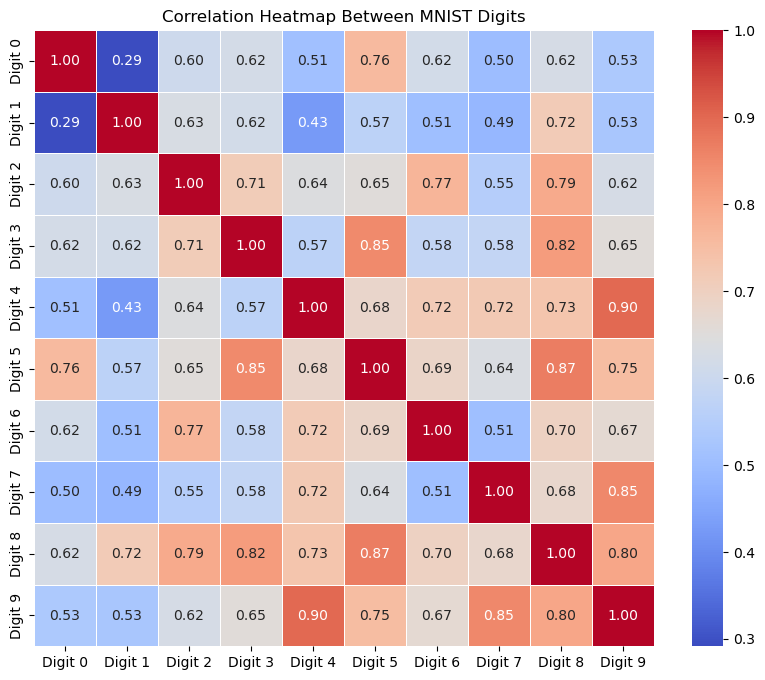 Correlation Heatmap Between MNIST Digits
Digit 0 1.00 0.29 0.60 0.62 0.51 0.76 0.62 0.50 0.62 0.53
Digit 1 0.29 1.00 0.63 0.62 0.43 0.57 0.51 0.49 0.72 0.53
Digit 2 0.60 0.63 1.00 0.71 0.64 0.65 0.77 0.55 0.79 0.62
Digit 3 0.62 0.62 0.71 1.00 0.57 0.85 0.58 0.58 0.82 0.65
Digit 4 0.51 0.43 0.64 0.57 1.00 0.68 0.72 0.72 0.73 0.90
Digit 5 0.76 0.57 0.65 0.85 0.68 1.00 0.69 0.64 0.87 0.75
Digit 6 0.62 0.51 0.77 0.58 0.72 0.69 1.00 0.51 0.70 0.67
Digit 7 0.50 0.49 0.55 0.58 0.72 0.64 0.51 1.00 0.68 0.85
Digit 8 0.62 0.72 0.79 0.82 0.73 0.87 0.70 0.68 1.00 0.80
Digit 9 0.53 0.53 0.62 0.65 0.90 0.75 0.67 0.85 0.80 1.00
Digit 0 Digit 1 Digit 2 Digit 3 Digit 4 Digit 5 Digit 6 Digit 7 Digit 8 Digit 9
1.0
0.9
0.8
0.7
0.6
0.5
0.4
0.3